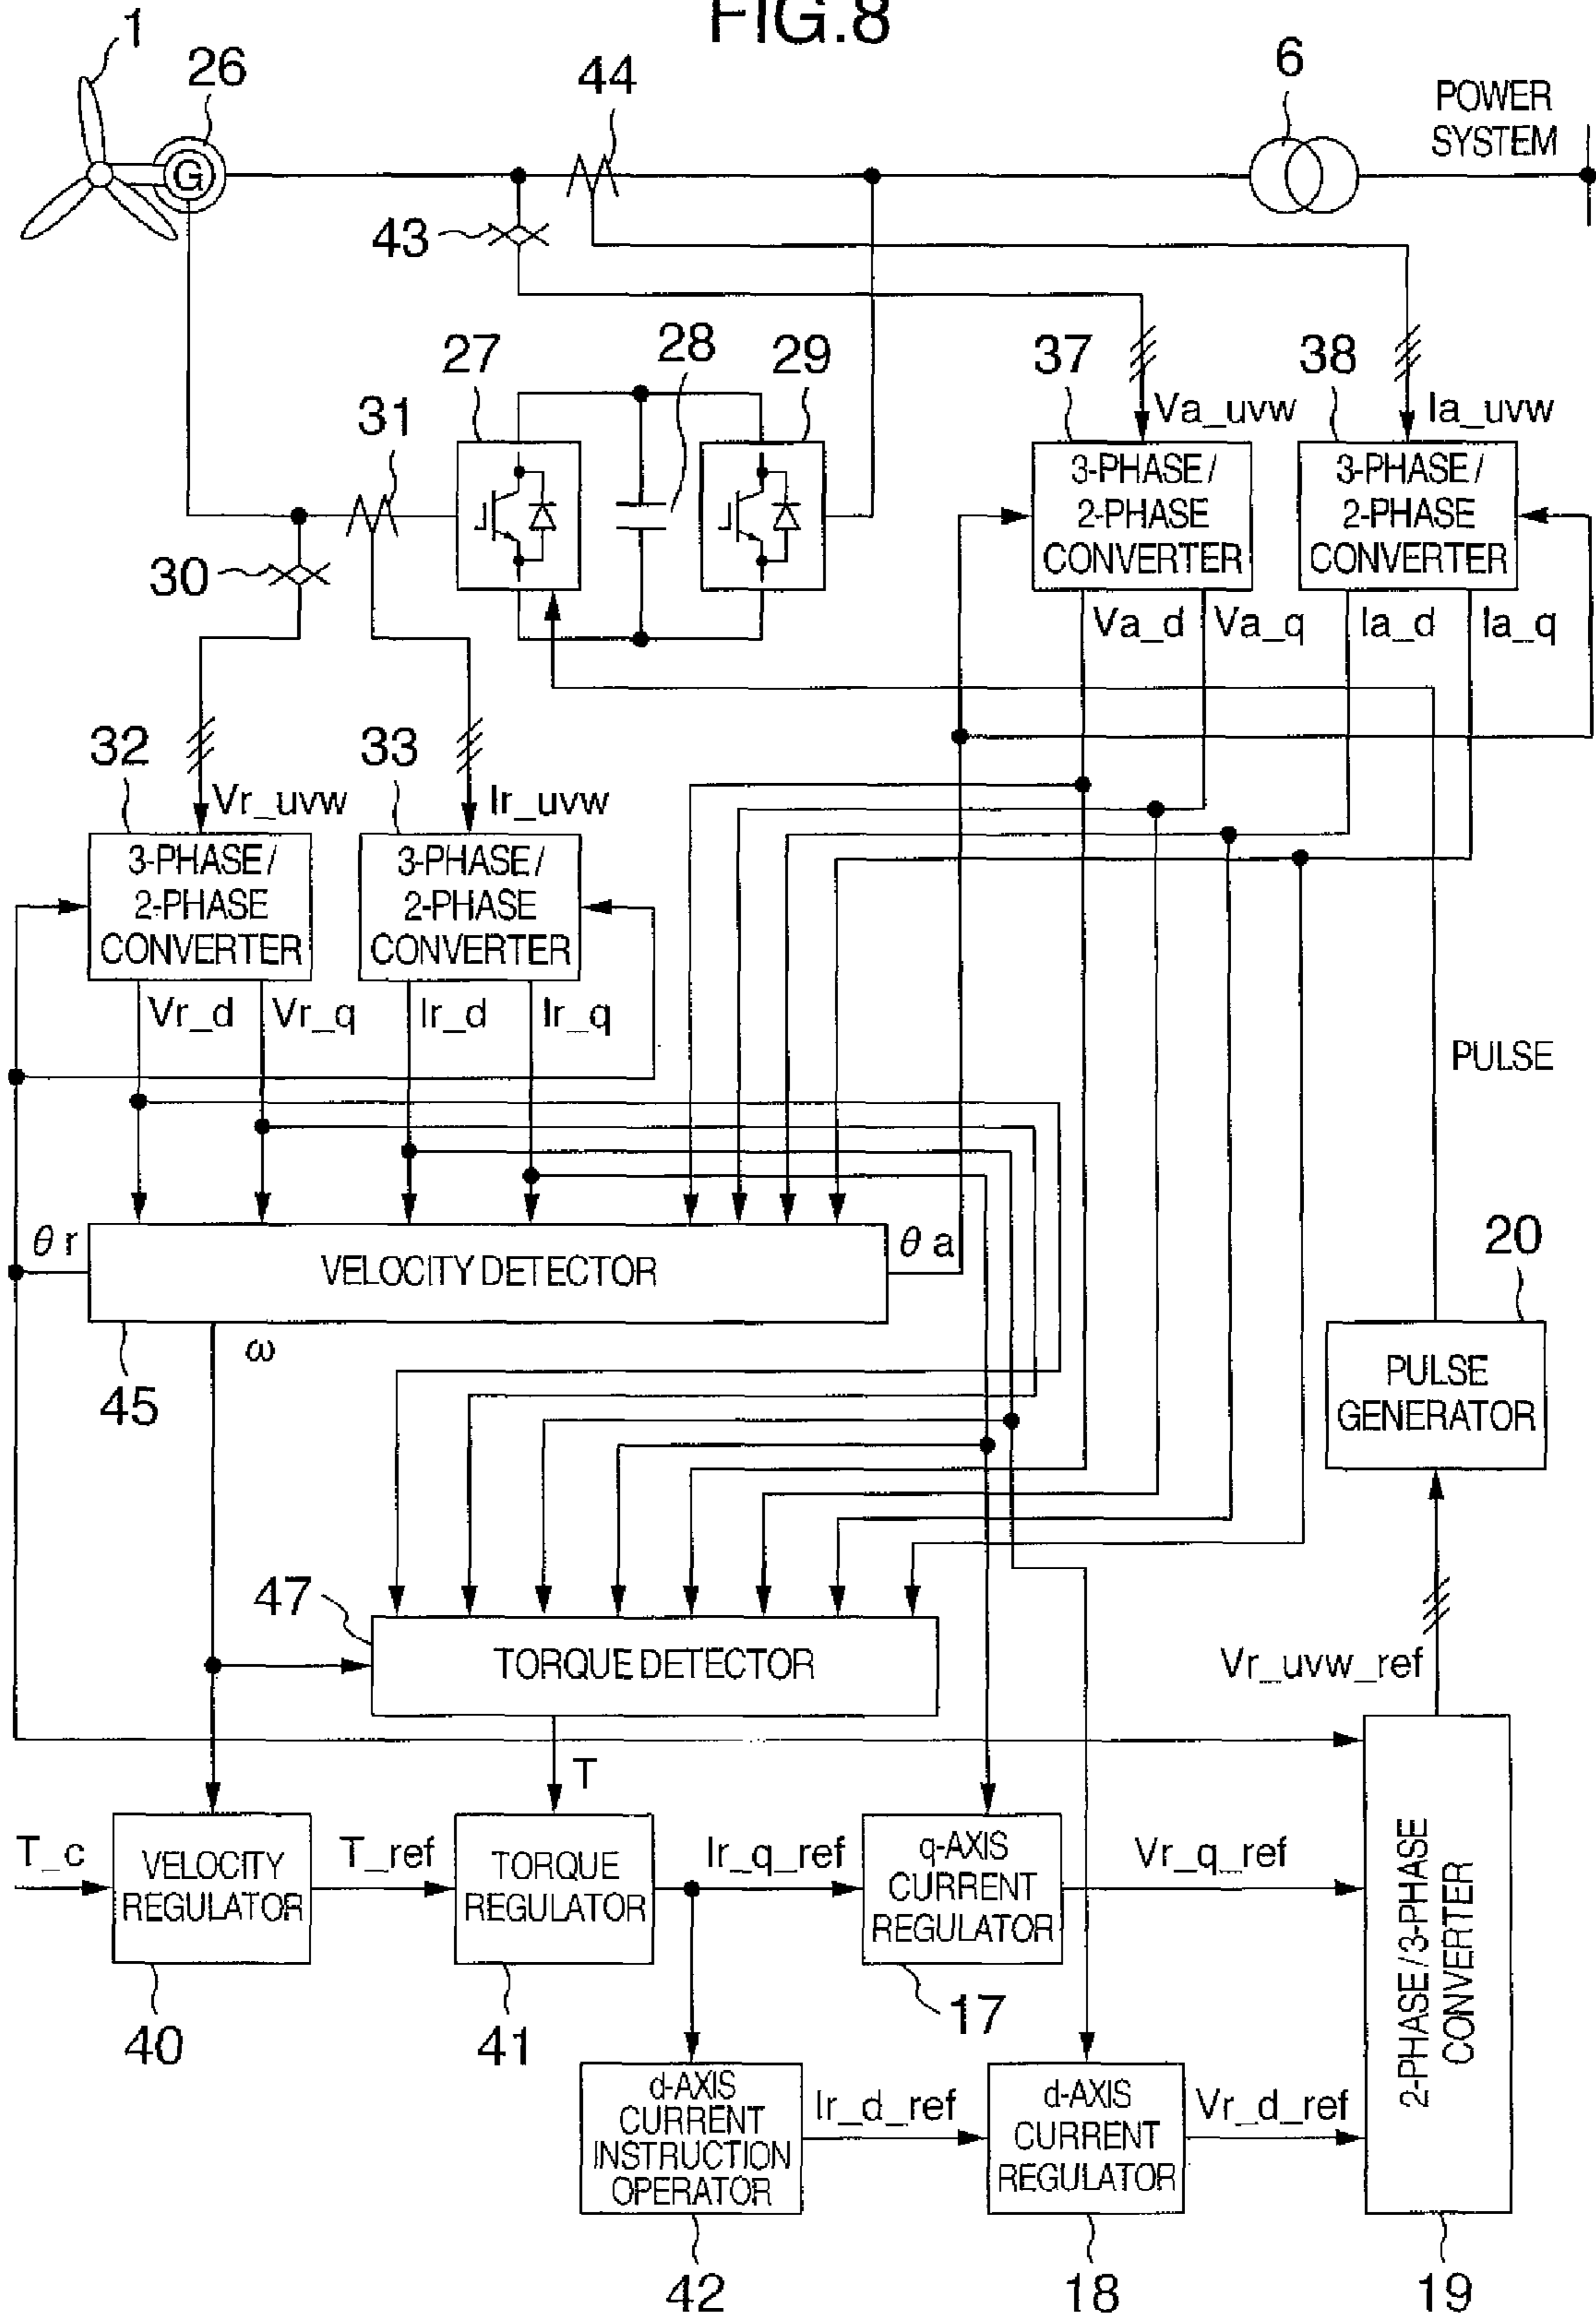 FIG.8
1
26
44
6
POWER
SYSTEM
G
43
27
28
29
37
38
31
Va_uvw
Ia_uvw
3-PHASE/
2-PHASE
CONVERTER
3-PHASE/
2-PHASE
CONVERTER
30
Va_d
Va_q
Ia_d
Ia_q
32
33
Vr_uvw
Ir_uvw
3-PHASE/
2-PHASE
CONVERTER
3-PHASE/
2-PHASE
CONVERTER
Vr_d
Vr_q
Ir_d
Ir_q
PULSE
θr
VELOCITY DETECTOR
θa
20
ω
45
PULSE
GENERATOR
47
TORQUE DETECTOR
Vr_uvw_ref
T
T_c
VELOCITY
REGULATOR
T_ref
TORQUE
REGULATOR
Ir_q_ref
q-AXIS
CURRENT
REGULATOR
Vr_q_ref
2-PHASE/3-PHASE
CONVERTER
40
41
17
d-AXIS
CURRENT
INSTRUCTION
OPERATOR
Ir_d_ref
d-AXIS
CURRENT
REGULATOR
Vr_d_ref
42
18
19